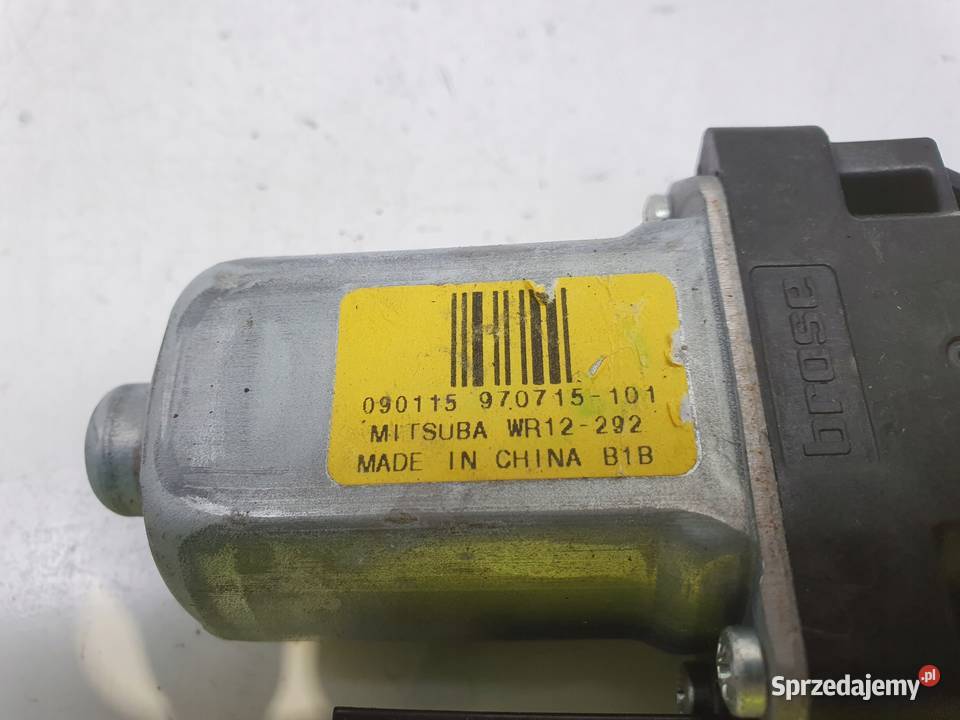 090115 970715-101
MITSUBA WR12-292
MADE IN CHINA B1B
brose
Sprzedajemy.pl